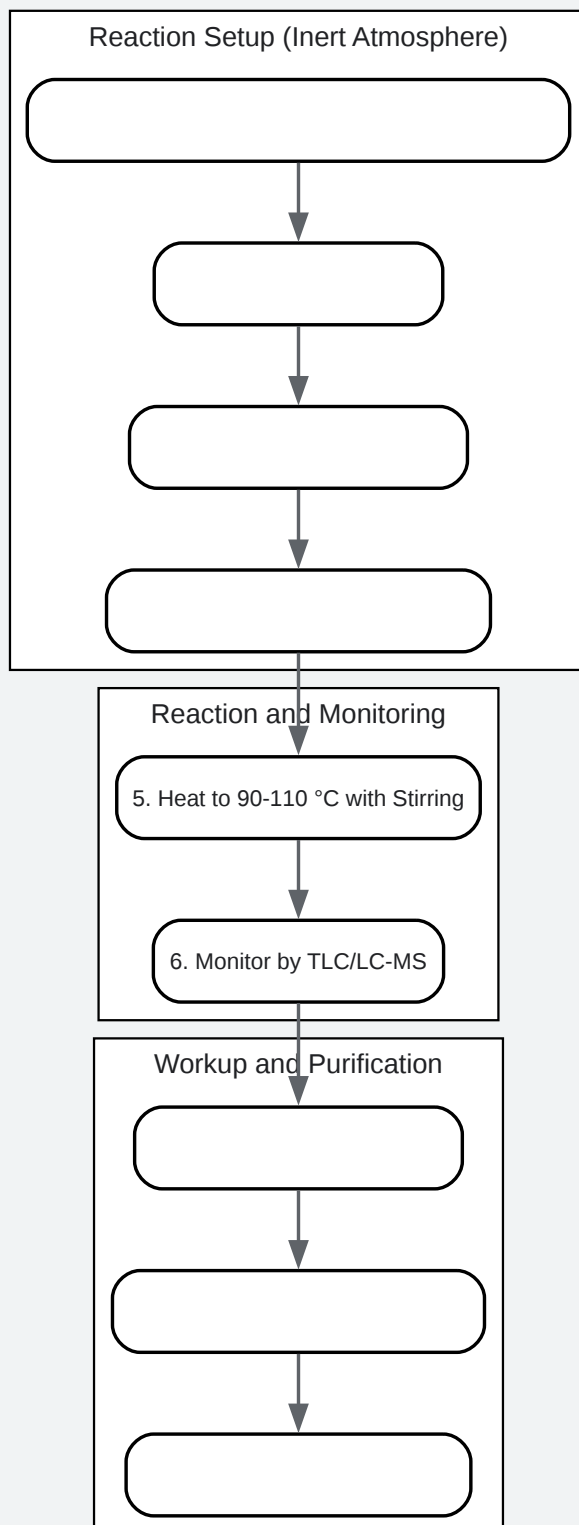 Reaction Setup (Inert Atmosphere)
Reaction and Monitoring
5. Heat to 90-110 °C with Stirring
6. Monitor by TLC/LC-MS
Workup and Purification